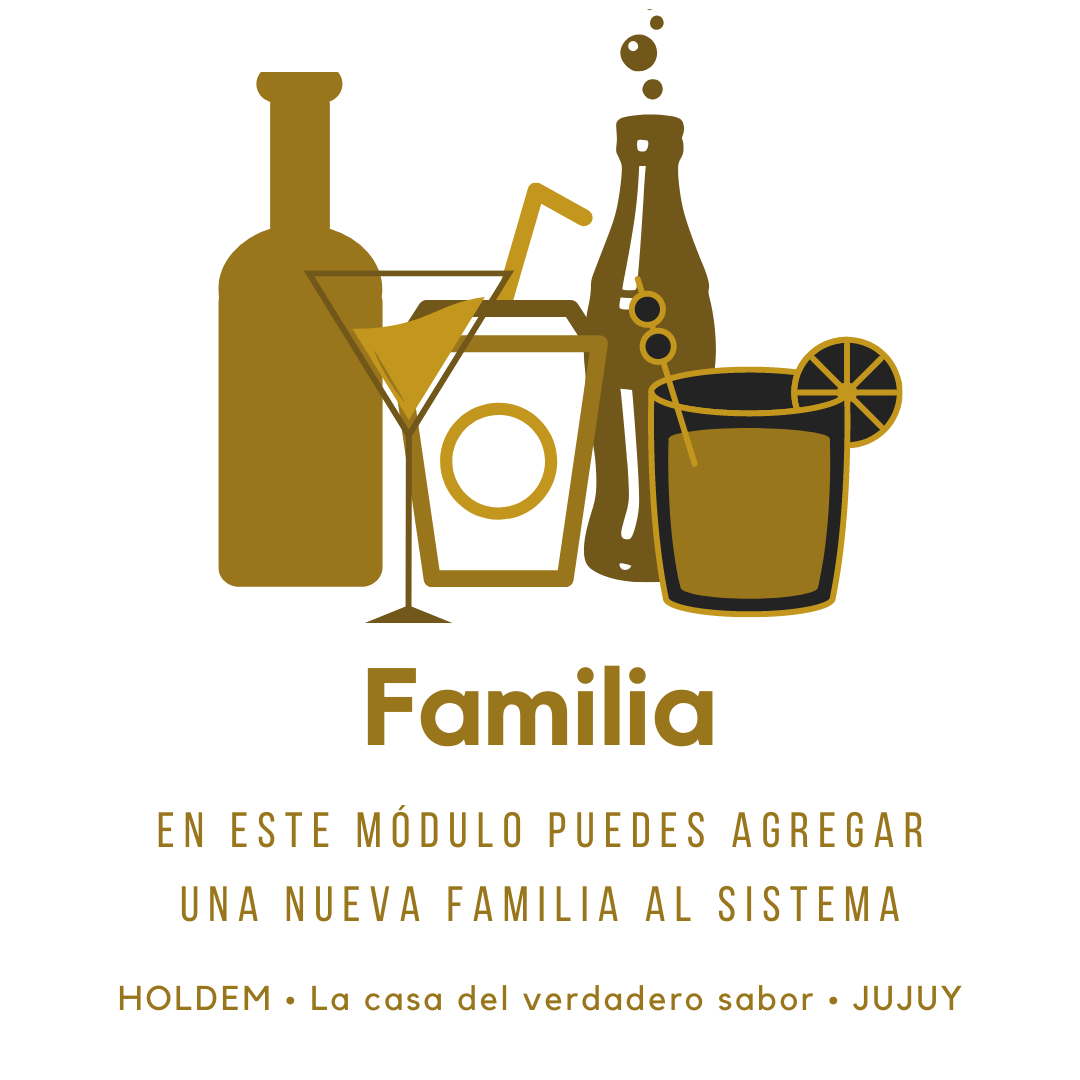 Familia
EN ESTE MÓDULO PUEDES AGREGAR
UNA NUEVA FAMILIA AL SISTEMA
HOLDEM • La casa del verdadero sabor • JUJUY